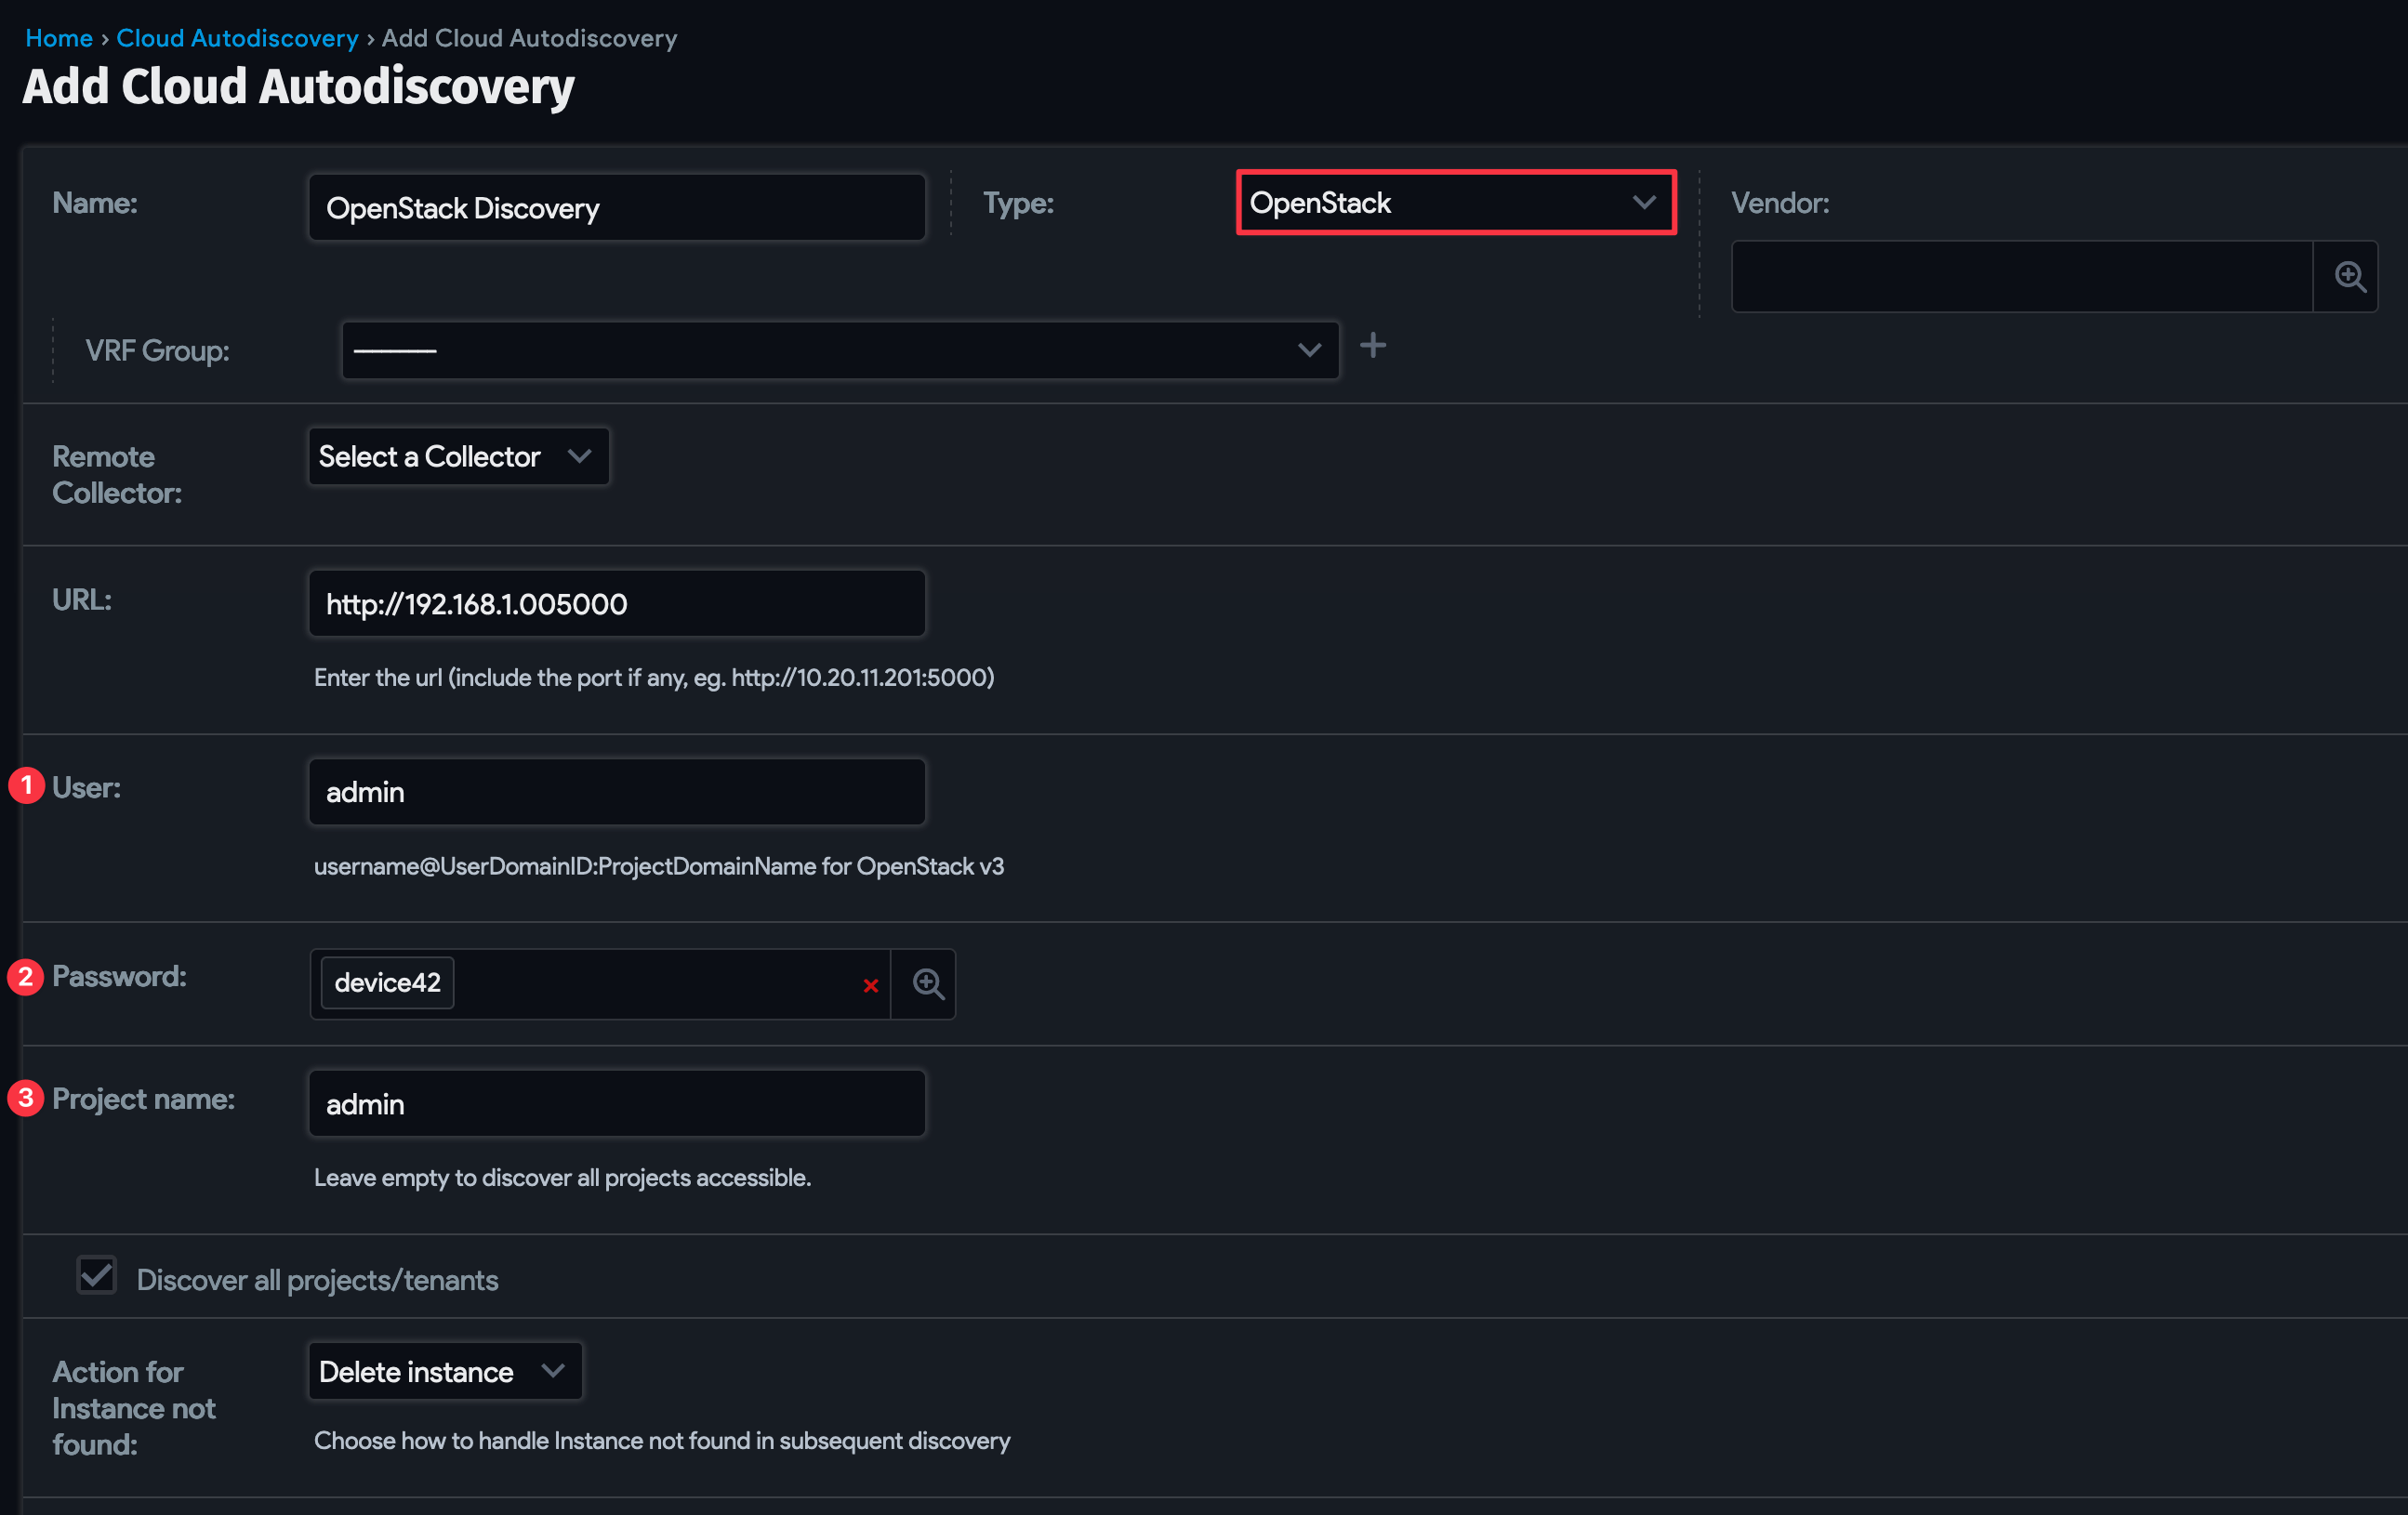 Home › Cloud Autodiscovery › Add Cloud Autodiscovery
Add Cloud Autodiscovery
Name: OpenStack Discovery Type: OpenStack Vendor:
VRF Group: ---------
Remote Collector: Select a Collector
URL: http://192.168.1.005000
Enter the url (include the port if any, eg. http://10.20.11.201:5000)
1 User: admin
username@UserDomainID:ProjectDomainName for OpenStack v3
2 Password: device42
3 Project name: admin
Leave empty to discover all projects accessible.
Discover all projects/tenants
Action for Instance not found: Delete instance
Choose how to handle Instance not found in subsequent discovery